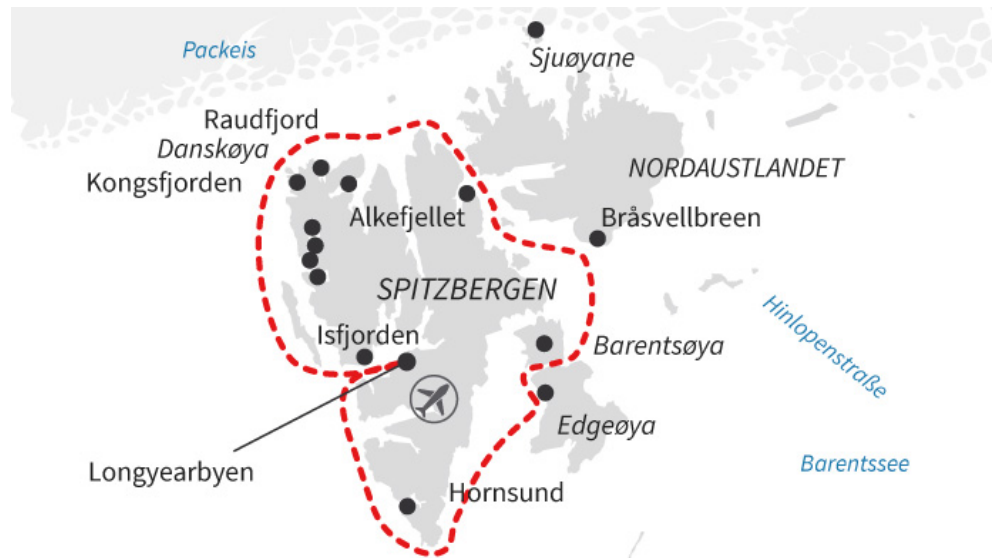 Packeis
Sjuøyane
Raudfjord
Danskøya
Kongsfjorden
NORDAUSTLANDET
Alkefjellet
Bråsvellbreen
SPITZBERGEN
Hinlopenstraße
Isfjorden
Barentsøya
Edgeøya
Longyearbyen
Barentssee
Hornsund